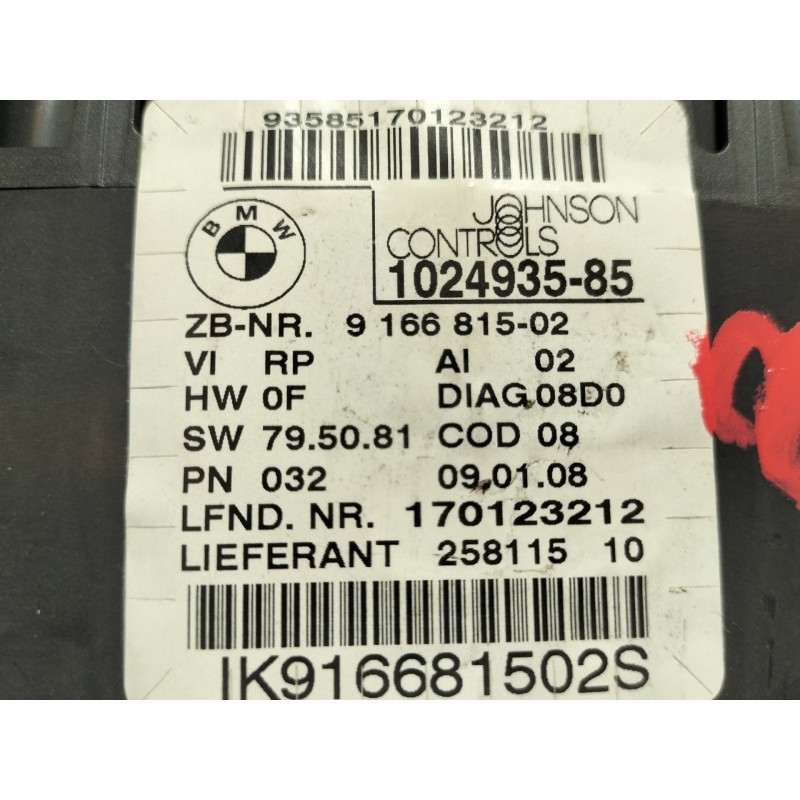 93585170123212
BMW
JOHNSON
CONTROLS
1024935-85
ZB-NR. 9 166 815-02
VI RP AI 02
HW 0F DIAG.08D0
SW 79.50.81 COD 08
PN 032 09.01.08
LFND. NR. 170123212
LIEFERANT 258115 10
IK916681502S